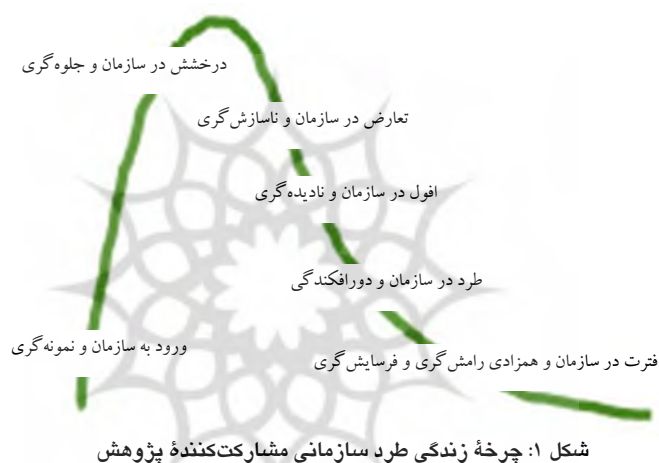 درخشش در سازمان و جلوه‌گری
تعارض در سازمان و ناسازش‌گری
افول در سازمان و نادیده‌گری
طرد در سازمان و دورافکندگی
ورود به سازمان و نمونه‌گری
فترت در سازمان و همزادی رامش‌گری و فرسایش‌گری
شکل ۱: چرخهٔ زندگی طرد سازمانی مشارکت‌کنندهٔ پژوهش